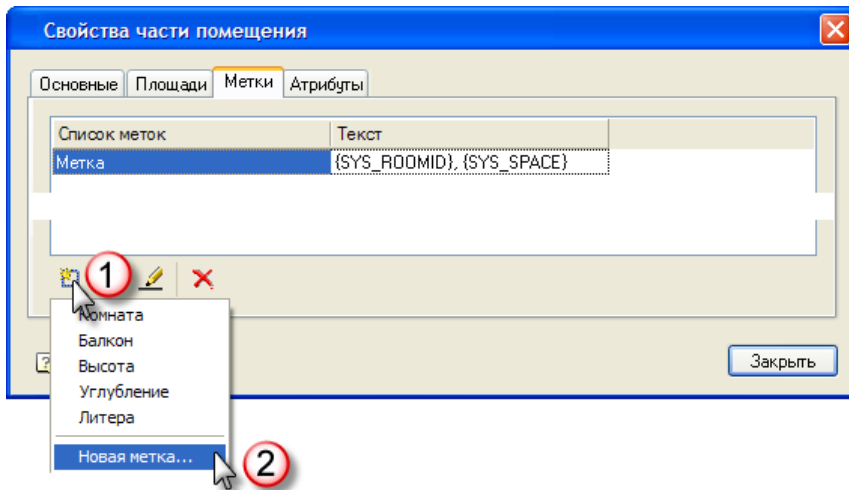 Свойства части помещения
Основные Площади Метки Атрибуты
Список меток Текст
Метка {SYS_ROOMID}, {SYS_SPACE}
1
Комната
Балкон
Высота
Углубление
Литера
? Закрыть
Новая метка...
2